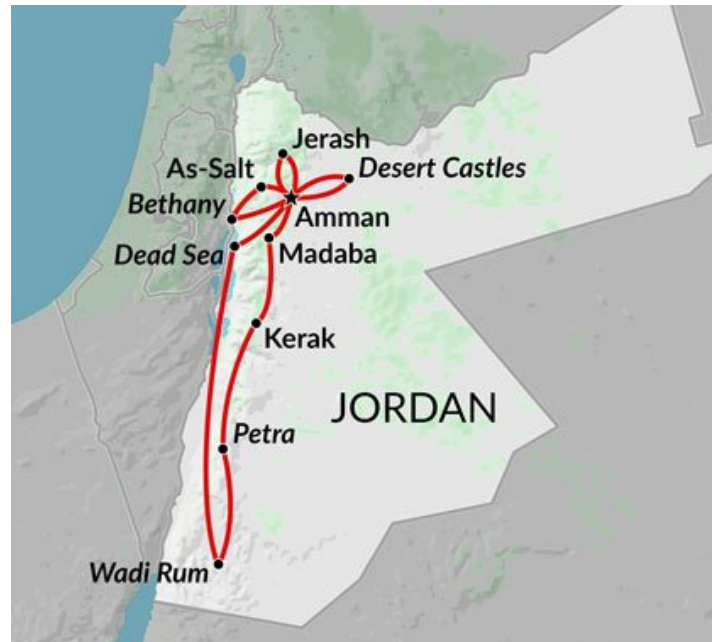 Jerash
As-Salt
Desert Castles
Bethany
Amman
Dead Sea
Madaba
Kerak
JORDAN
Petra
Wadi Rum